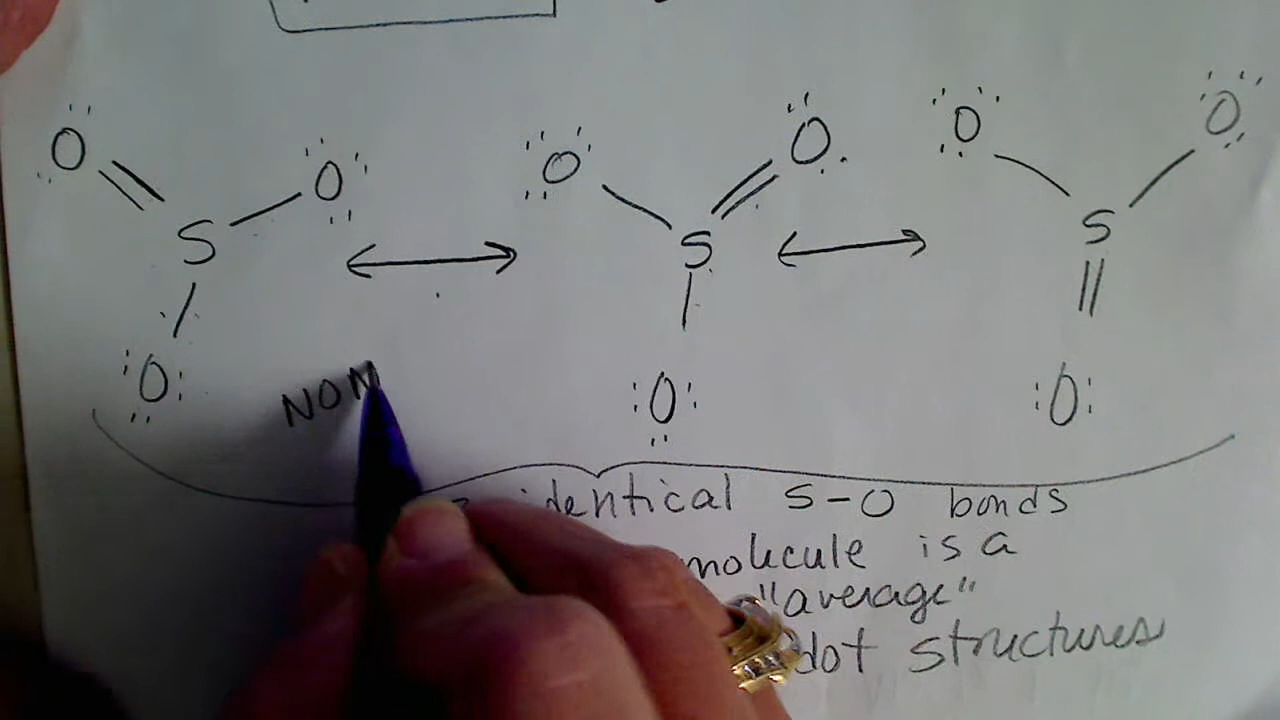 O O O O O O
S S S
O O O
NON
identical S-O bonds
molecule is a
"average"
dot structures